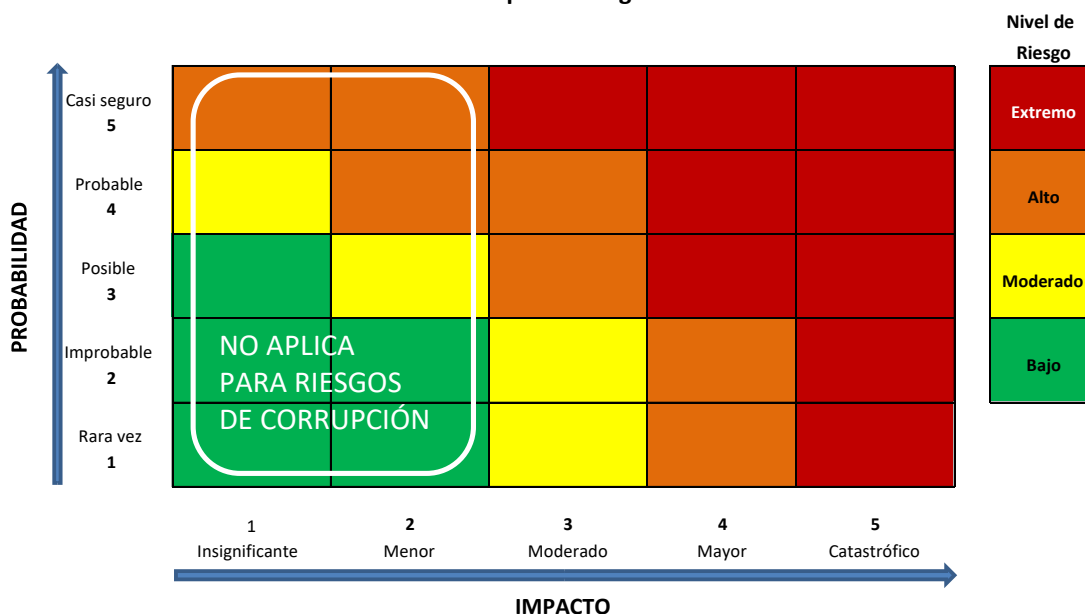 Nivel de
Riesgo
Extremo
Alto
Moderado
Bajo
PROBABILIDAD
Casi seguro
5
Probable
4
Posible
3
Improbable
2
Rara vez
1
NO APLICA
PARA RIESGOS
DE CORRUPCIÓN
1
Insignificante
2
Menor
3
Moderado
4
Mayor
5
Catastrófico
IMPACTO